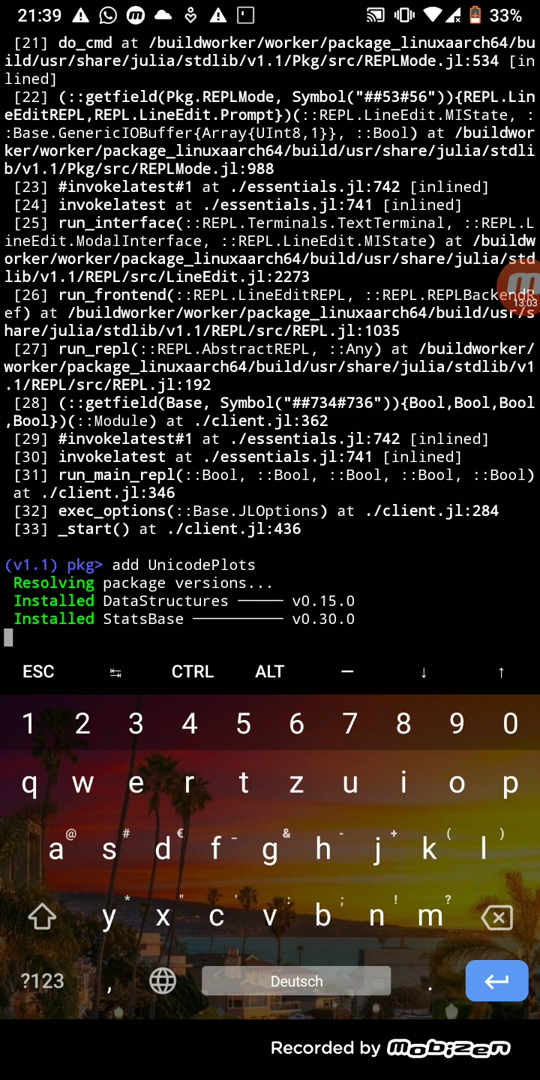 21:39 33%
[21] do_cmd at /buildworker/worker/package_linuxaarch64/bu
ild/usr/share/julia/stdlib/v1.1/Pkg/src/REPLMode.jl:534 [in
lined]
[22] (::getfield(Pkg.REPLMode, Symbol("##53#56")){REPL.Lin
eEditREPL,REPL.LineEdit.Prompt})(::REPL.LineEdit.MIState, :
:Base.GenericIOBuffer{Array{UInt8,1}}, ::Bool) at /buildwor
ker/worker/package_linuxaarch64/build/usr/share/julia/stdli
b/v1.1/Pkg/src/REPLMode.jl:988
[23] #invokelatest#1 at ./essentials.jl:742 [inlined]
[24] invokelatest at ./essentials.jl:741 [inlined]
[25] run_interface(::REPL.Terminals.TextTerminal, ::REPL.L
ineEdit.ModalInterface, ::REPL.LineEdit.MIState) at /buildw
orker/worker/package_linuxaarch64/build/usr/share/julia/std
lib/v1.1/REPL/src/LineEdit.jl:2273
[26] run_frontend(::REPL.LineEditREPL, ::REPL.REPLBackendR
ef) at /buildworker/worker/package_linuxaarch64/build/usr/s
13:03
hare/julia/stdlib/v1.1/REPL/src/REPL.jl:1035
[27] run_repl(::REPL.AbstractREPL, ::Any) at /buildworker/
worker/package_linuxaarch64/build/usr/share/julia/stdlib/v1
.1/REPL/src/REPL.jl:192
[28] (::getfield(Base, Symbol("##734#736")){Bool,Bool,Bool
,Bool})(::Module) at ./client.jl:362
[29] #invokelatest#1 at ./essentials.jl:742 [inlined]
[30] invokelatest at ./essentials.jl:741 [inlined]
[31] run_main_repl(::Bool, ::Bool, ::Bool, ::Bool, ::Bool)
at ./client.jl:346
[32] exec_options(::Base.JLOptions) at ./client.jl:284
[33] _start() at ./client.jl:436
(v1.1) pkg> add UnicodePlots
Resolving package versions...
Installed DataStructures ───── v0.15.0
Installed StatsBase ────────── v0.30.0
ESC ↹ CTRL ALT — ↓ ↑
1 2 3 4 5 6 7 8 9 0
q w e r t z u i o p
@ # € _ & - + ( )
a s d f g h j k l
* " ' : ; ! ?
y x c v b n m
?123 , Deutsch .
Recorded by mobizen